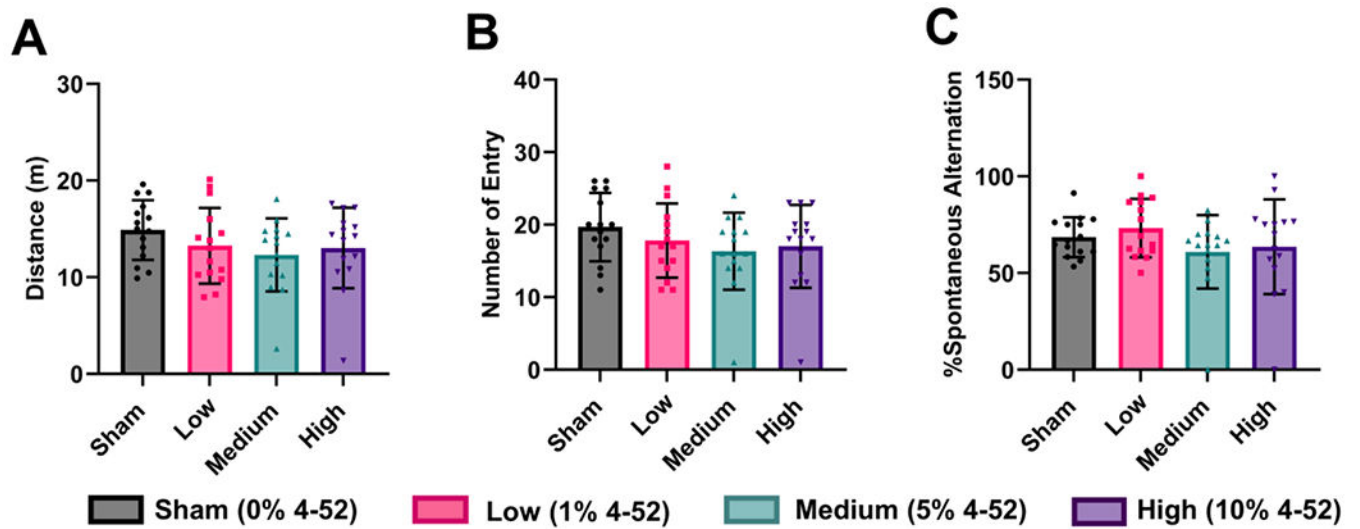 A
Distance (m)
30
20
10
0
Sham
Low
Medium
High
B
Number of Entry
40
30
20
10
0
Sham
Low
Medium
High
C
%Spontaneous Alternation
150
100
50
0
Sham
Low
Medium
High
Sham (0% 4-52) Low (1% 4-52) Medium (5% 4-52) High (10% 4-52)